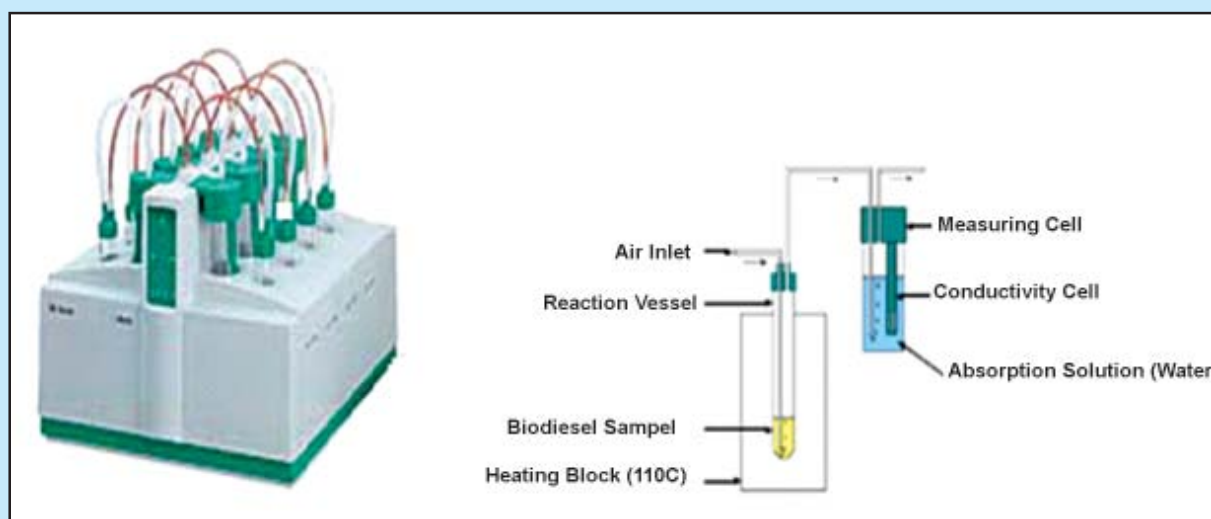 Air Inlet
Reaction Vessel
Biodiesel Sampel
Heating Block (110C)
Measuring Cell
Conductivity Cell
Absorption Solution (Water